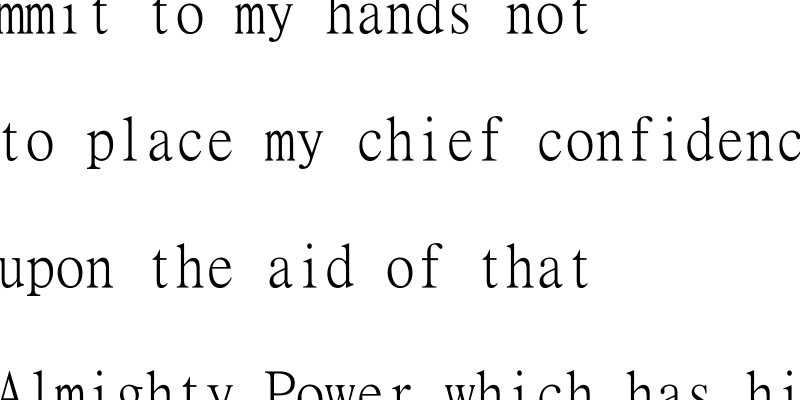 mmit to my hands not
to place my chief confidenc
upon the aid of that
Almighty Power which has hi